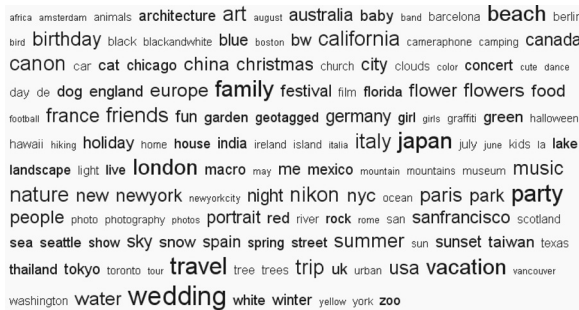 africa amsterdam animals architecture art august australia baby band barcelona beach berlin
bird birthday black blackandwhite blue boston bw california cameraphone camping canada
canon car cat chicago china christmas church city clouds color concert cute dance
day de dog england europe family festival film florida flower flowers food
football france friends fun garden geotagged germany girl girls graffiti green halloween
hawaii hiking holiday home house india ireland island italia italy japan july june kids la lake
landscape light live london macro may me mexico mountain mountains museum music
nature new newyork newyorkcity night nikon nyc ocean paris park party
people photo photography photos portrait red river rock rome san sanfrancisco scotland
sea seattle show sky snow spain spring street summer sun sunset taiwan texas
thailand tokyo toronto tour travel tree trees trip uk urban usa vacation vancouver
washington water wedding white winter yellow york zoo